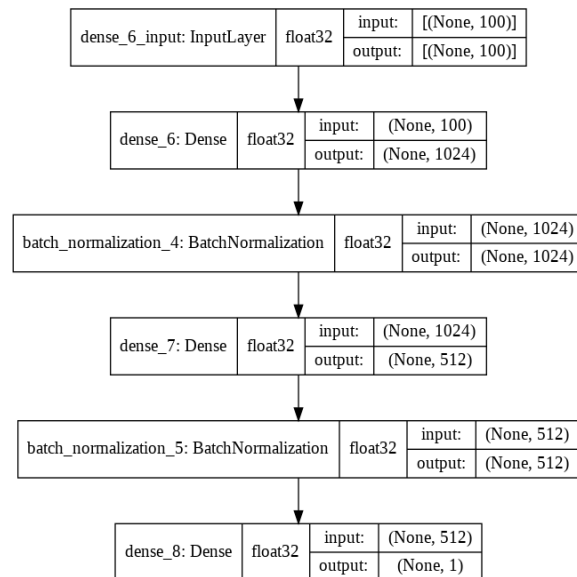 dense_6_input: InputLayer float32 input: [(None, 100)]
output: [(None, 100)]
dense_6: Dense float32 input: (None, 100)
output: (None, 1024)
batch_normalization_4: BatchNormalization float32 input: (None, 1024)
output: (None, 1024)
dense_7: Dense float32 input: (None, 1024)
output: (None, 512)
batch_normalization_5: BatchNormalization float32 input: (None, 512)
output: (None, 512)
dense_8: Dense float32 input: (None, 512)
output: (None, 1)